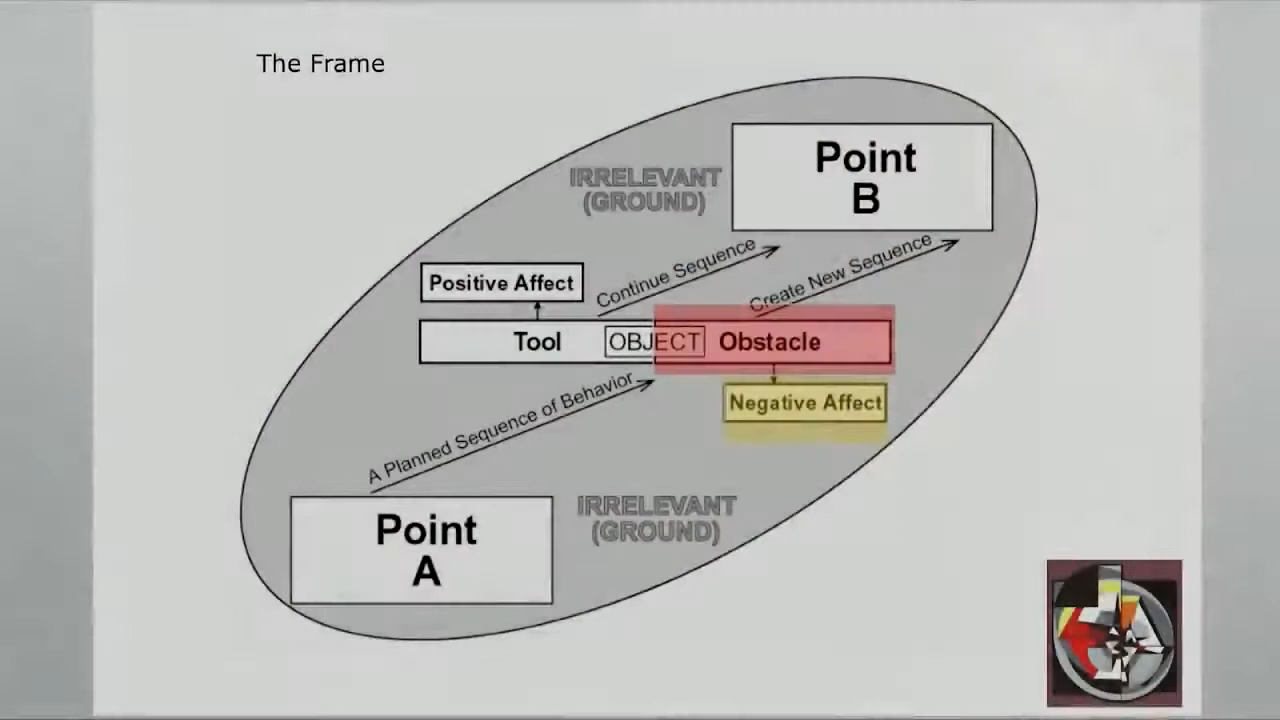 The Frame
Point
B
IRRELEVANT
(GROUND)
Continue Sequence
Create New Sequence
Positive Affect
Tool
OBJECT
Obstacle
Negative Affect
A Planned Sequence of Behavior
Point
A
IRRELEVANT
(GROUND)